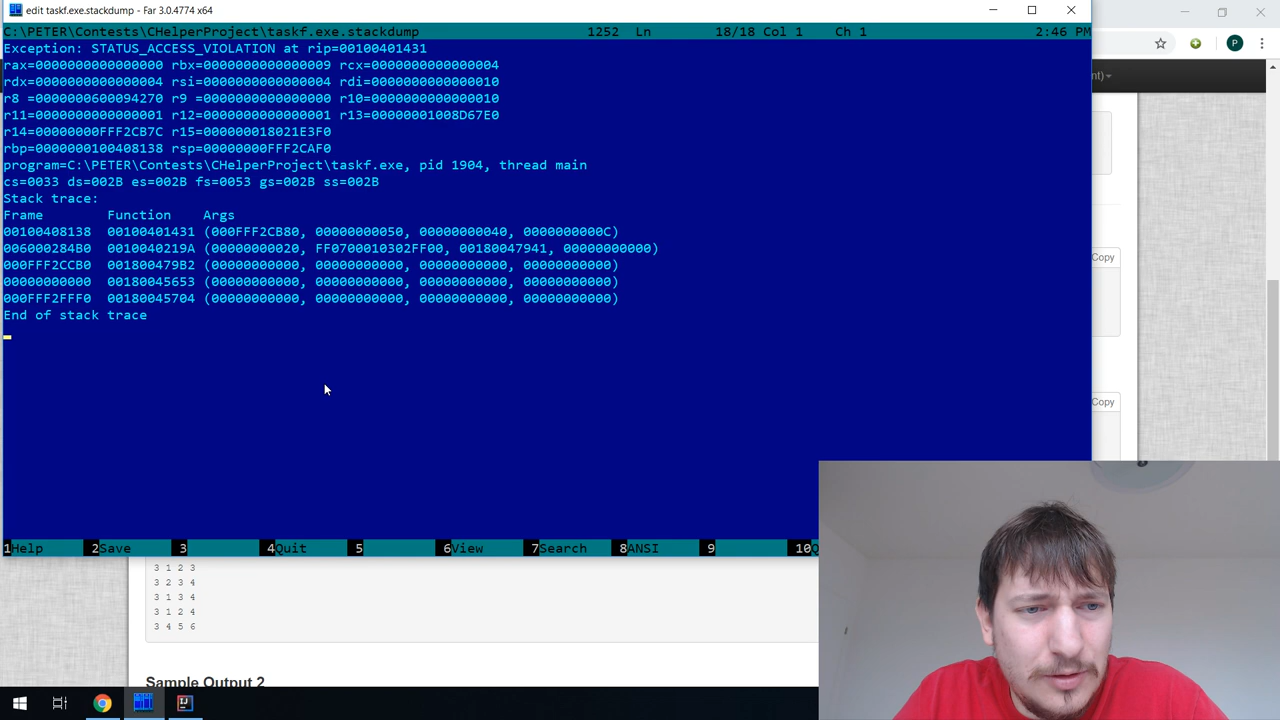 edit taskf.exe.stackdump - Far 3.0.4774 x64
C:\PETER\Contests\CHelperProject\taskf.exe.stackdump 1252 Ln 18/18 Col 1 Ch 1 2:46 PM
Exception: STATUS_ACCESS_VIOLATION at rip=00100401431
rax=0000000000000000 rbx=0000000000000009 rcx=0000000000000004
rdx=0000000000000004 rsi=0000000000000004 rdi=0000000000000010
r8 =0000000600094270 r9 =0000000000000000 r10=0000000000000010
r11=0000000000000001 r12=0000000000000001 r13=00000001008D67E0
r14=00000000FFF2CB7C r15=000000018021E3F0
rbp=0000000100408138 rsp=00000000FFF2CAF0
program=C:\PETER\Contests\CHelperProject\taskf.exe, pid 1904, thread main
cs=0033 ds=002B es=002B fs=0053 gs=002B ss=002B
Stack trace:
Frame Function Args
00100408138 00100401431 (000FFF2CB80, 00000000050, 00000000040, 0000000000C)
006000284B0 0010040219A (00000000020, FF0700010302FF00, 00180047941, 00000000000)
000FFF2CCB0 001800479B2 (00000000000, 00000000000, 00000000000, 00000000000)
00000000000 00180045653 (00000000000, 00000000000, 00000000000, 00000000000)
000FFF2FFF0 00180045704 (00000000000, 00000000000, 00000000000, 00000000000)
End of stack trace
1Help 2Save 3 4Quit 5 6View 7Search 8ANSI 9 10
P
nt)
Copy
Copy
Copy
3 1 2 3
3 2 3 4
3 1 3 4
3 1 2 4
3 4 5 6
Sample Output 2